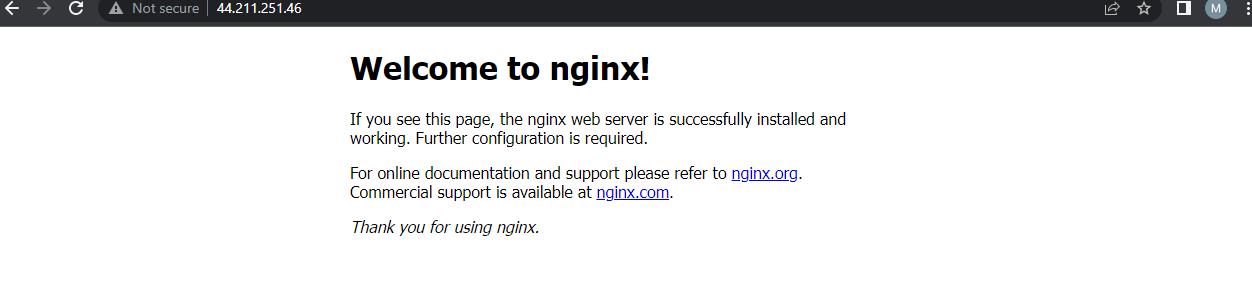 Not secure 44.211.251.46 M
Welcome to nginx!
If you see this page, the nginx web server is successfully installed and
working. Further configuration is required.
For online documentation and support please refer to nginx.org.
Commercial support is available at nginx.com.
Thank you for using nginx.